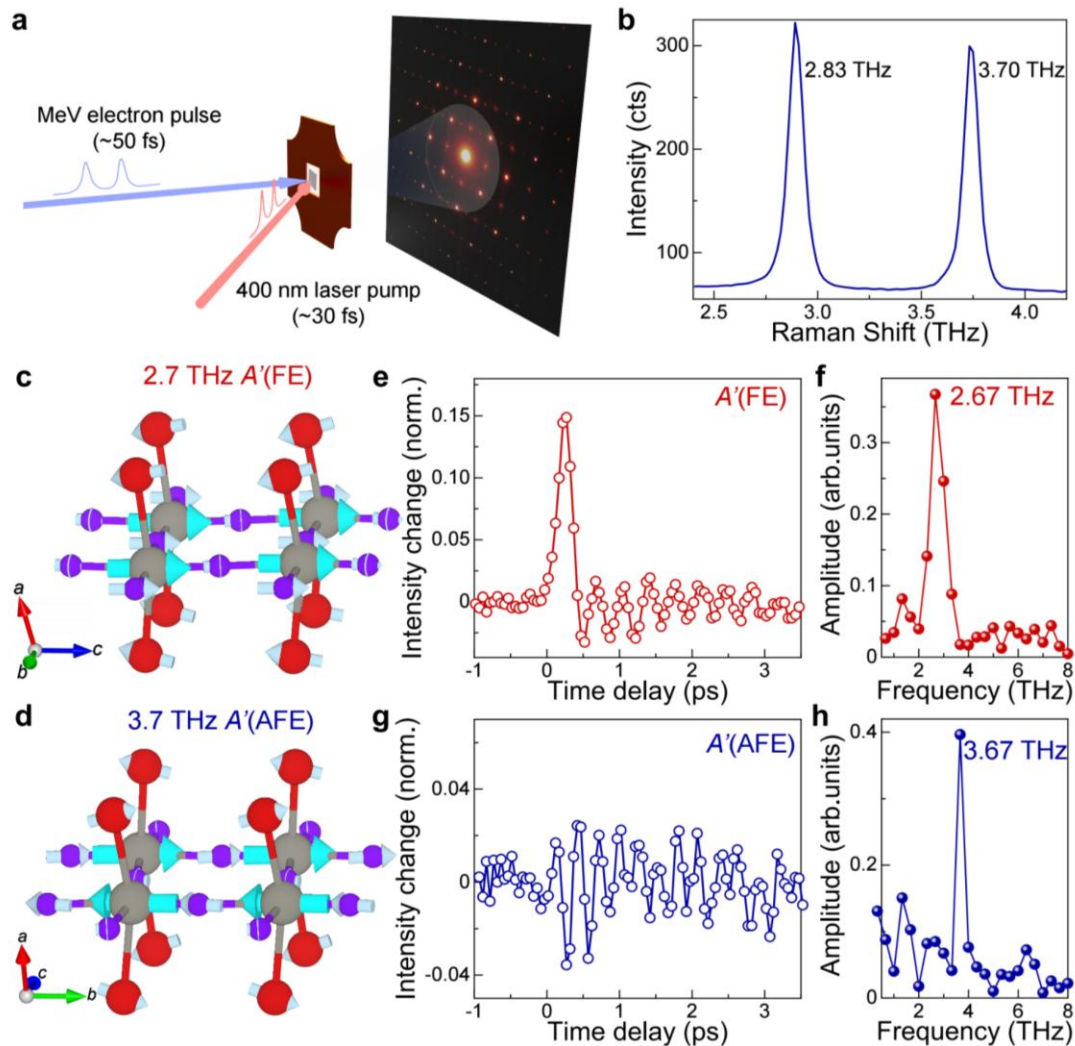 a
MeV electron pulse
(~50 fs)
400 nm laser pump
(~30 fs)
b
300
200
100
Intensity (cts)
2.83 THz
3.70 THz
2.5
3.0
3.5
4.0
Raman Shift (THz)
c
2.7 THz A'(FE)
a
b
c
d
3.7 THz A'(AFE)
a
c
b
e
A'(FE)
Intensity change (norm.)
0.15
0.10
0.05
0
-1
0
1
2
3
Time delay (ps)
f
2.67 THz
Amplitude (arb.units)
0.4
0.2
0
2
4
6
8
Frequency (THz)
g
A'(AFE)
Intensity change (norm.)
0.04
0
-0.04
-1
0
1
2
3
Time delay (ps)
h
3.67 THz
Amplitude (arb.units)
0.4
0.2
0
2
4
6
8
Frequency (THz)